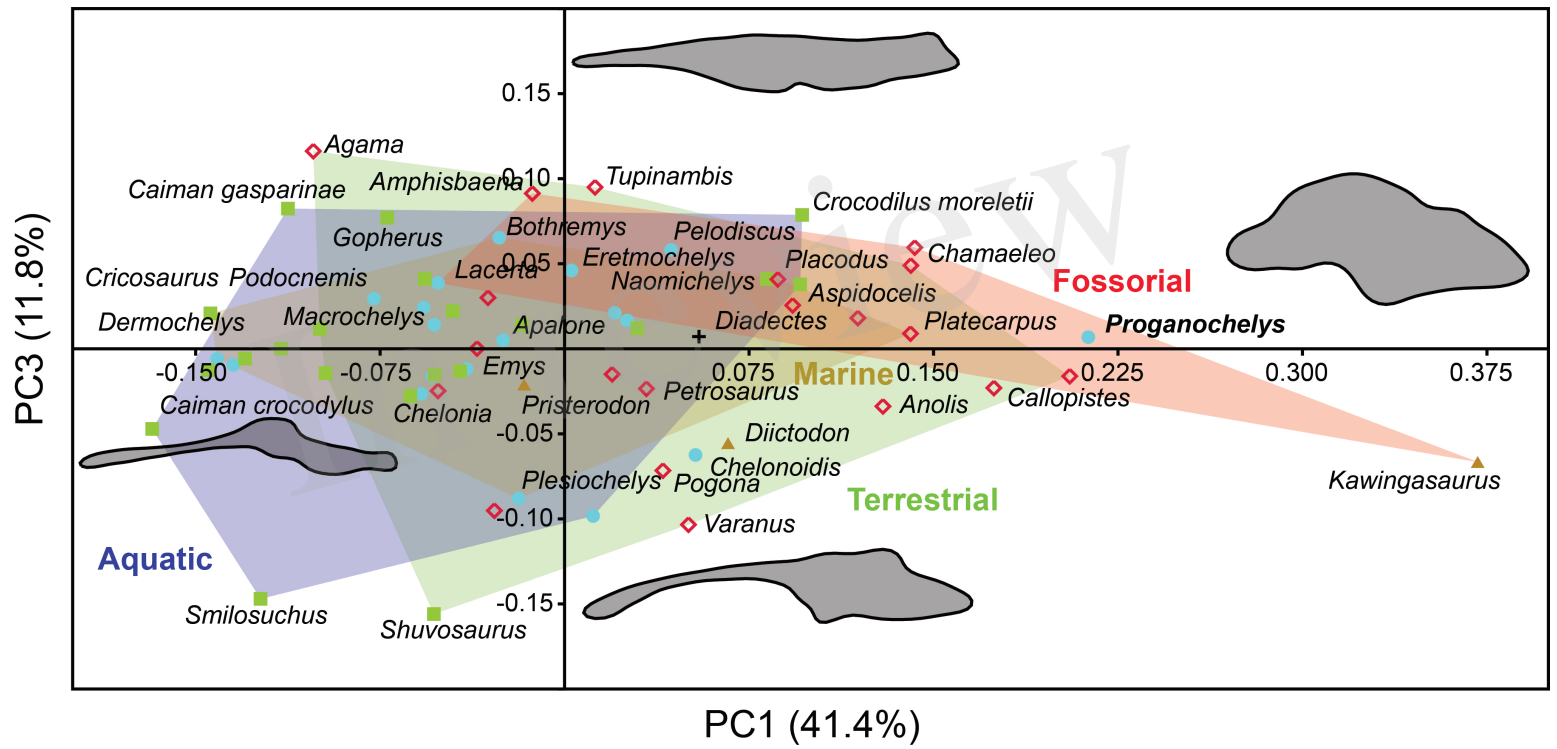 0.15
Agama
Amphisbaena
0.10
Tupinambis
Caiman gasparinae
Crocodilus moreletii
Gopherus
Bothremys
Pelodiscus
Chamaeleo
Eretmochelys
Placodus
Cricosaurus
Podocnemis
Lacerta
0.05
Naomichelys
Fossorial
Aspidocelis
Dermochelys
Macrochelys
Apalone
Diadectes
Platecarpus
Proganochelys
Emys
-0.150
-0.075
0.075
Marine
0.150
0.225
0.300
0.375
Petrosaurus
Callopistes
Caiman crocodylus
Chelonia
Pristerodon
Anolis
-0.05
Diictodon
Chelonoidis
Plesiochelys
Pogona
Kawingasaurus
Terrestrial
-0.10
Varanus
Aquatic
-0.15
Smilosuchus
Shuvosaurus
PC3 (11.8%)
PC1 (41.4%)